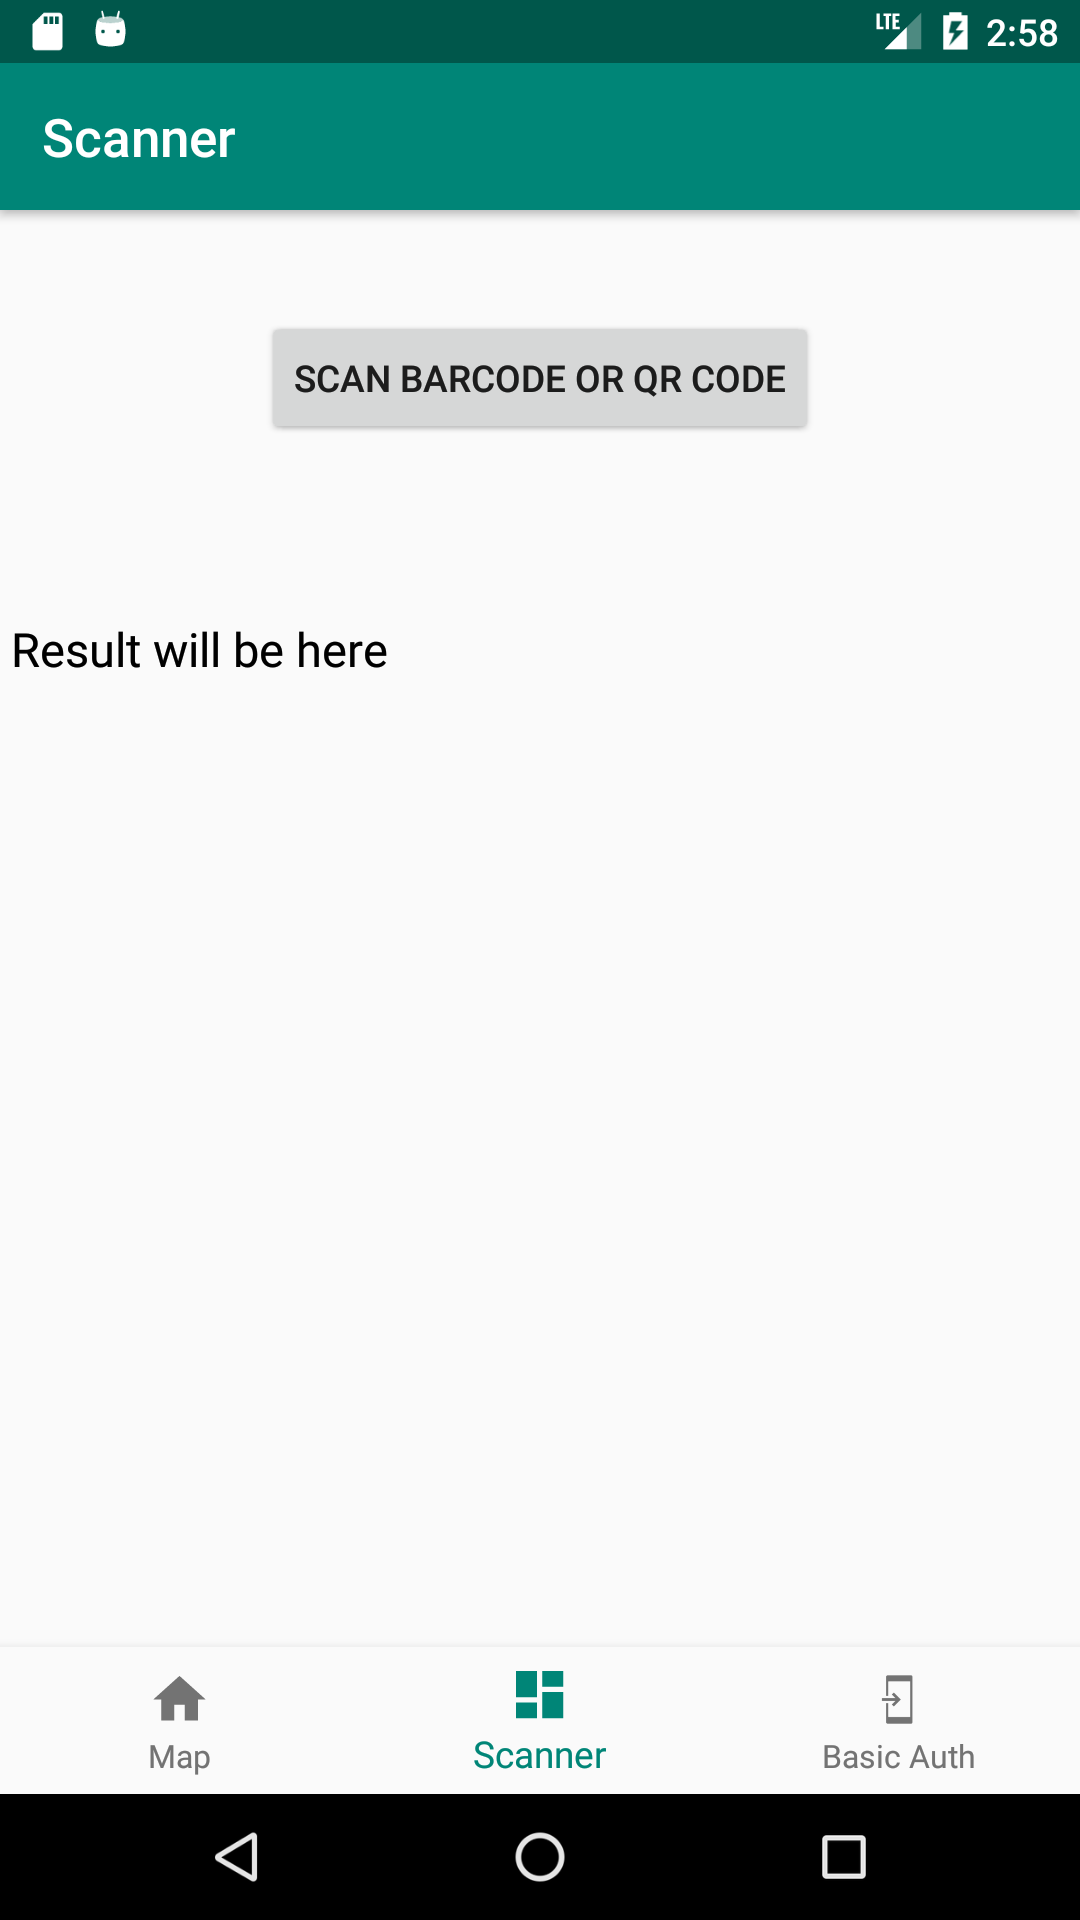 LTE 2:58
Scanner
SCAN BARCODE OR QR CODE
Result will be here
Map Scanner Basic Auth